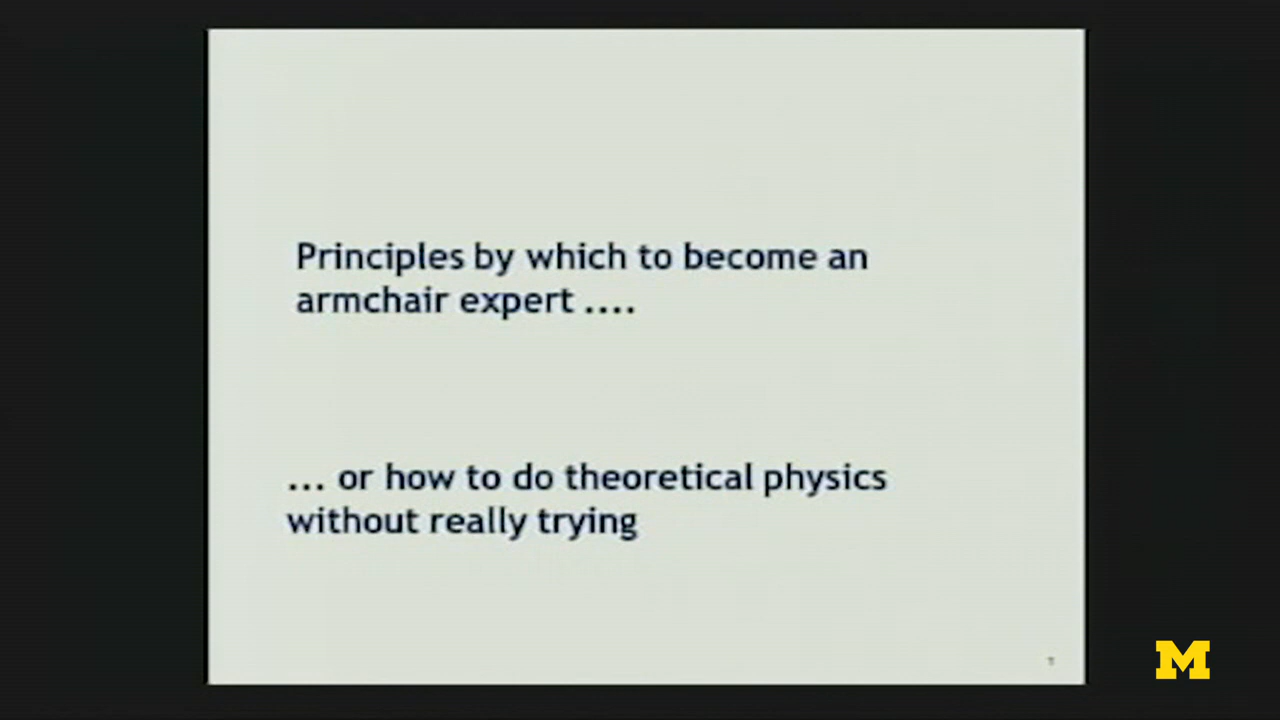 Principles by which to become an
armchair expert ....
... or how to do theoretical physics
without really trying
M